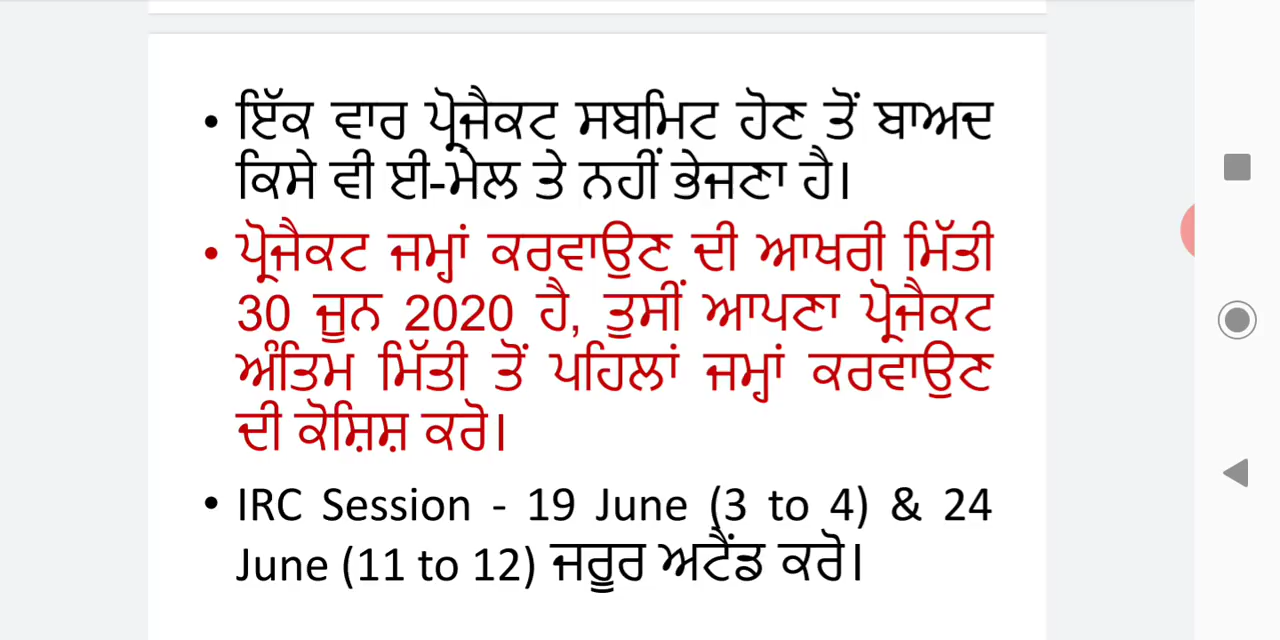 • ਇੱਕ ਵਾਰ ਪ੍ਰੋਜੈਕਟ ਸਬਮਿਟ ਹੋਣ ਤੋਂ ਬਾਅਦ
ਕਿਸੇ ਵੀ ਈ-ਮੇਲ ਤੇ ਨਹੀਂ ਭੇਜਣਾ ਹੈ।
• ਪ੍ਰੋਜੈਕਟ ਜਮ੍ਹਾਂ ਕਰਵਾਉਣ ਦੀ ਆਖਰੀ ਮਿੱਤੀ
30 ਜੂਨ 2020 ਹੈ, ਤੁਸੀਂ ਆਪਣਾ ਪ੍ਰੋਜੈਕਟ
ਅੰਤਿਮ ਮਿੱਤੀ ਤੋਂ ਪਹਿਲਾਂ ਜਮ੍ਹਾਂ ਕਰਵਾਉਣ
ਦੀ ਕੋਸ਼ਿਸ਼ ਕਰੋ।
• IRC Session - 19 June (3 to 4) & 24
June (11 to 12) ਜਰੂਰ ਅਟੈਂਡ ਕਰੋ।